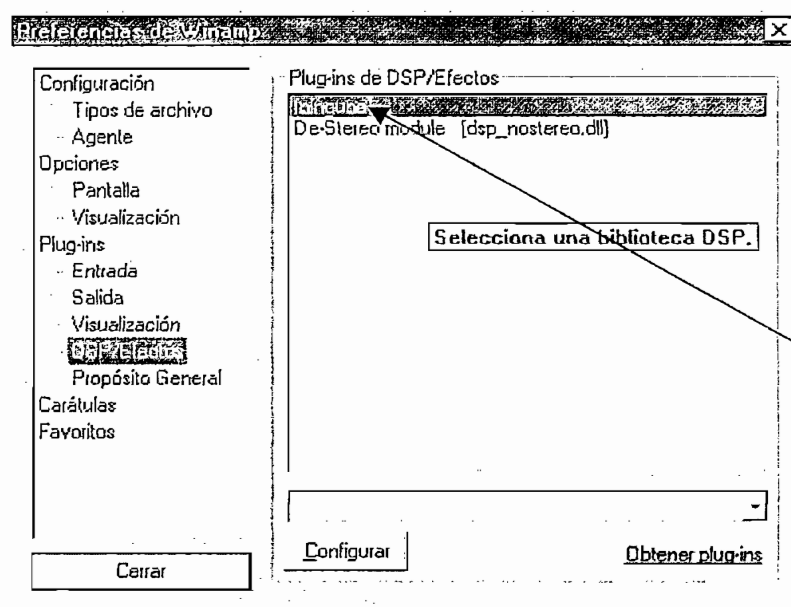 Preferencias de Winamp
Configuración
Tipos de archivo
Agente
Opciones
Pantalla
Visualización
Plug-ins
Entrada
Salida
Visualización
DSP/Efectos
Propósito General
Carátulas
Favoritos
Cerrar
Plug-ins de DSP/Efectos
De-Stereo module [dsp_nostereo.dll]
Selecciona una biblioteca DSP.
Configurar
Obtener plug-ins